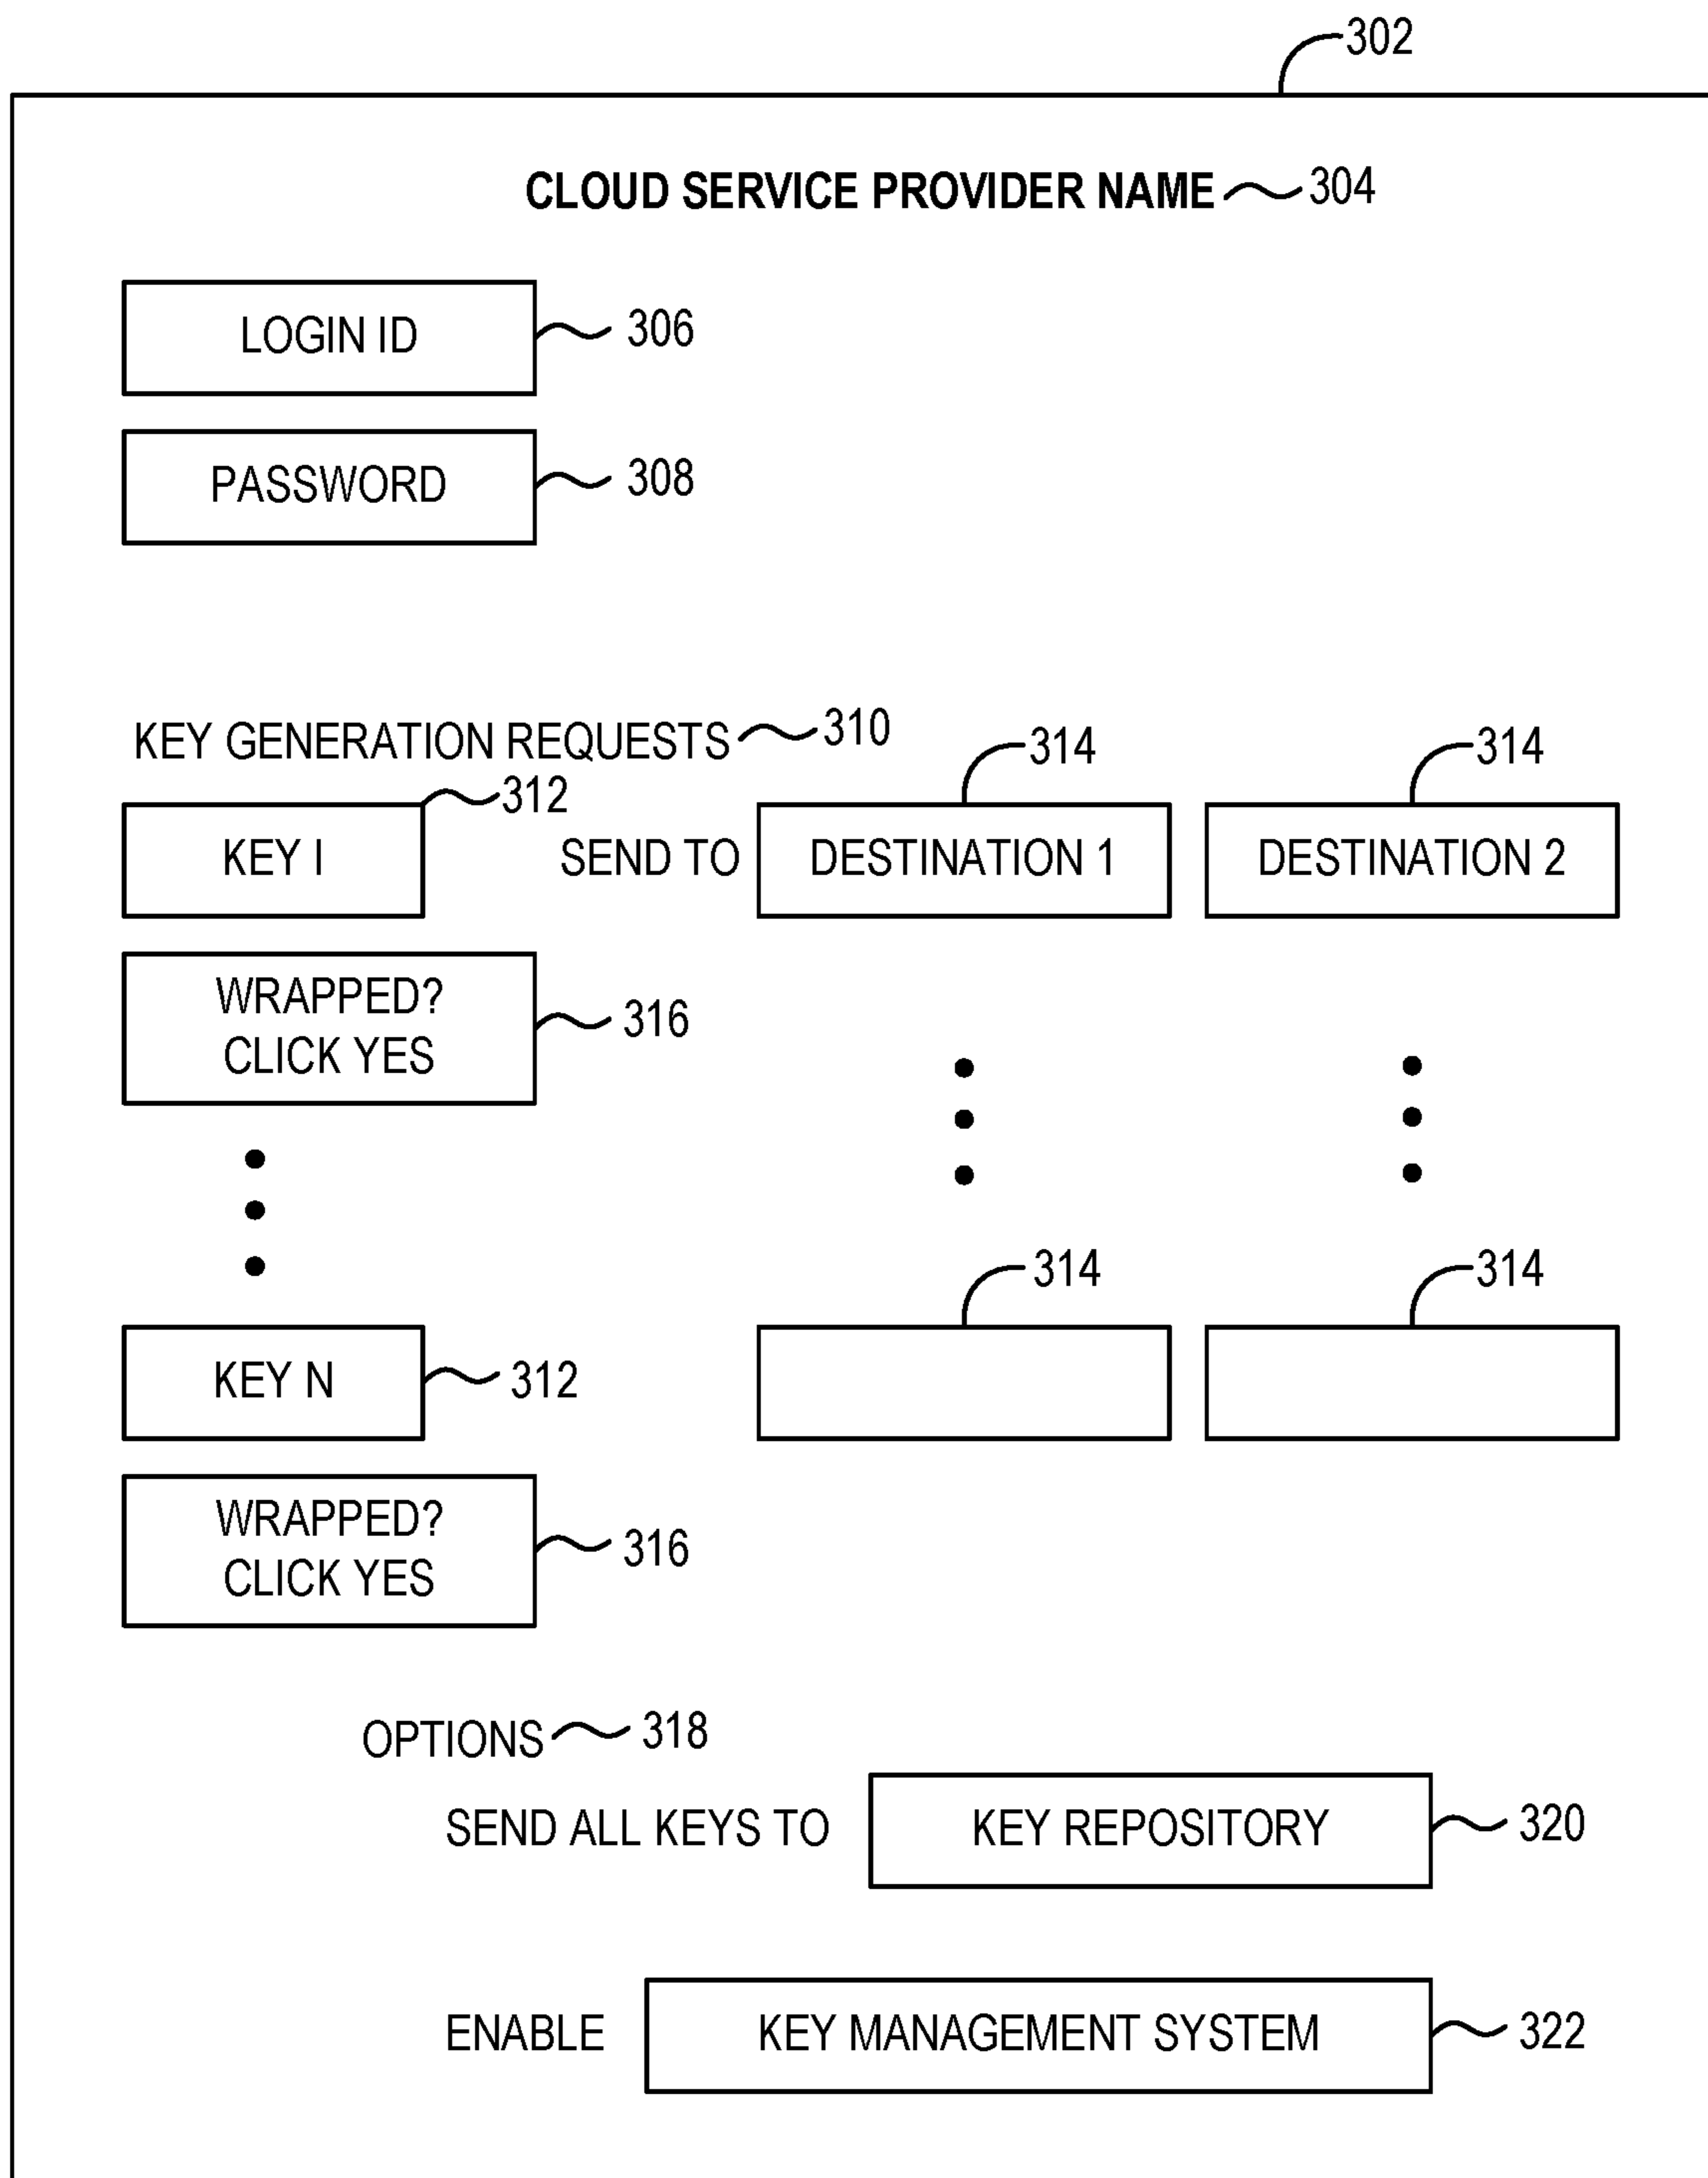 302
CLOUD SERVICE PROVIDER NAME 304
LOGIN ID 306
PASSWORD 308
KEY GENERATION REQUESTS 310
314 314
312
KEY I SEND TO DESTINATION 1 DESTINATION 2
WRAPPED?
CLICK YES
316
314 314
KEY N 312
WRAPPED?
CLICK YES
316
OPTIONS 318
SEND ALL KEYS TO KEY REPOSITORY 320
ENABLE KEY MANAGEMENT SYSTEM 322